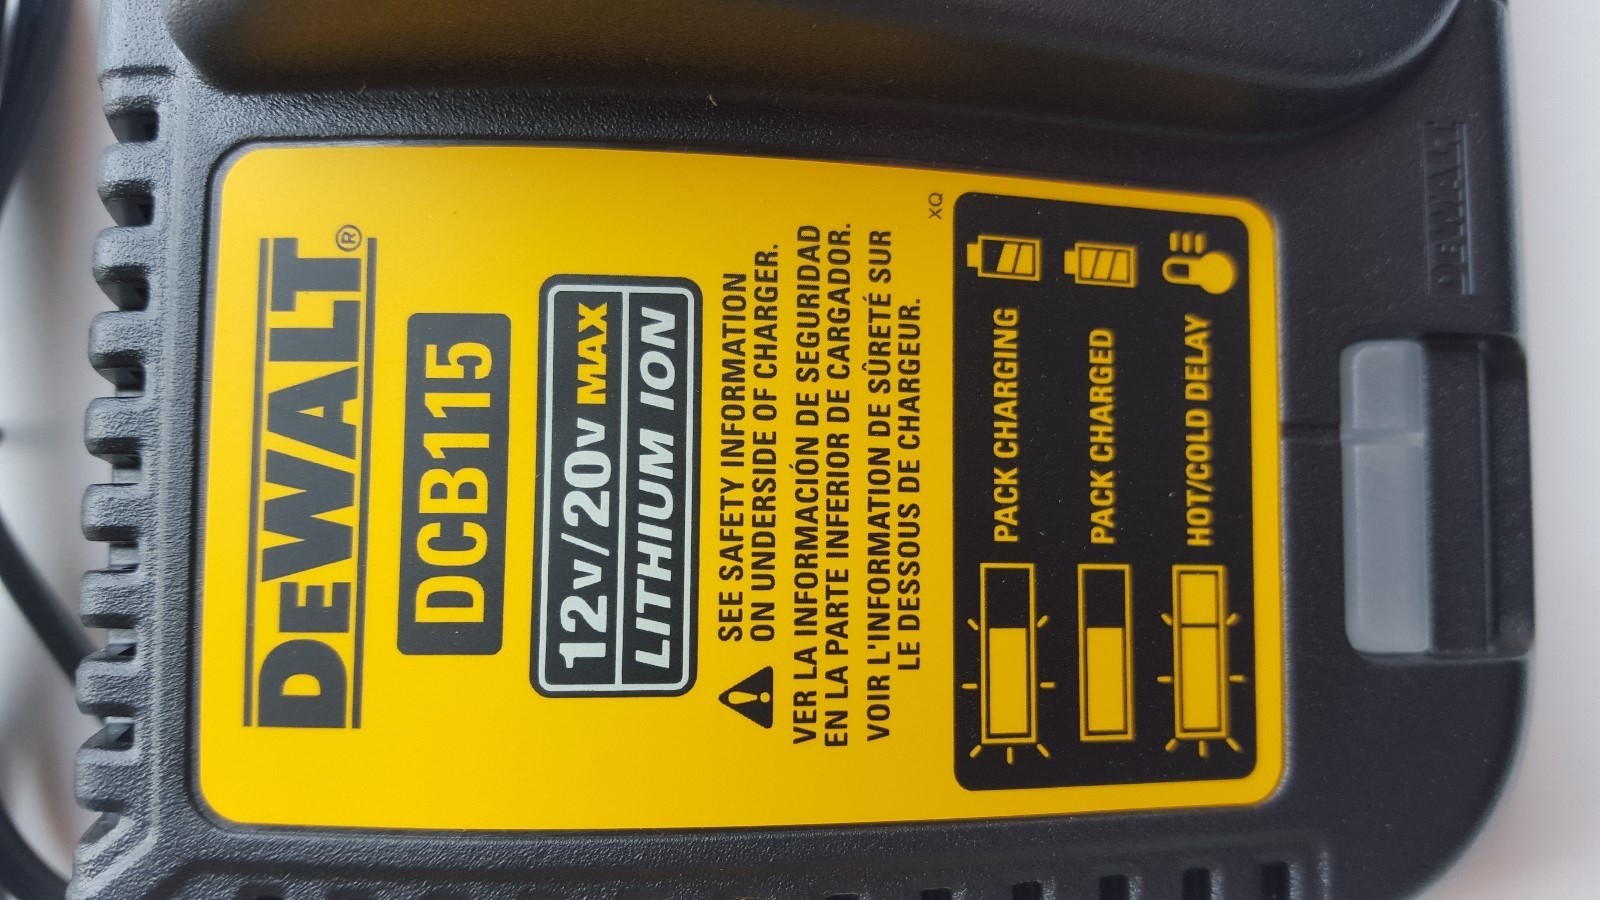 DEWALT®
DCB115
12V/20V MAX
LITHIUM ION
SEE SAFETY INFORMATION
ON UNDERSIDE OF CHARGER.
VER LA INFORMACIÓN DE SEGURIDAD
EN LA PARTE INFERIOR DE CARGADOR.
VOIR L'INFORMATION DE SÛRETÉ SUR
LE DESSOUS DE CHARGEUR.
XQ
PACK CHARGING
PACK CHARGED
HOT/COLD DELAY
DEWALT